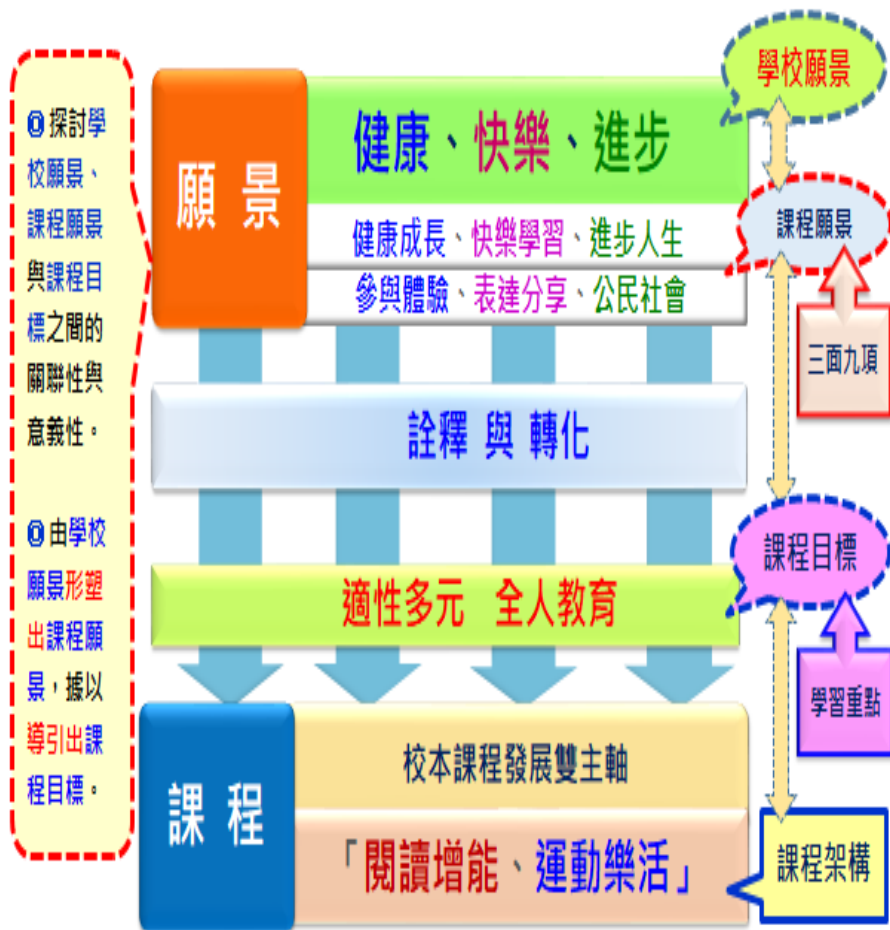 ◎ 探討學
校願景、
課程願景
與課程目
標之間的
關聯性與
意義性。
◎ 由學校
願景形塑
出課程願
景，據以
導引出課
程目標。
願 景
健康、快樂、進步
健康成長、快樂學習、進步人生
參與體驗、表達分享、公民社會
詮釋 與 轉化
適性多元 全人教育
課 程
校本課程發展雙主軸
「閱讀增能、運動樂活」
學校願景
課程願景
三面九項
課程目標
學習重點
課程架構